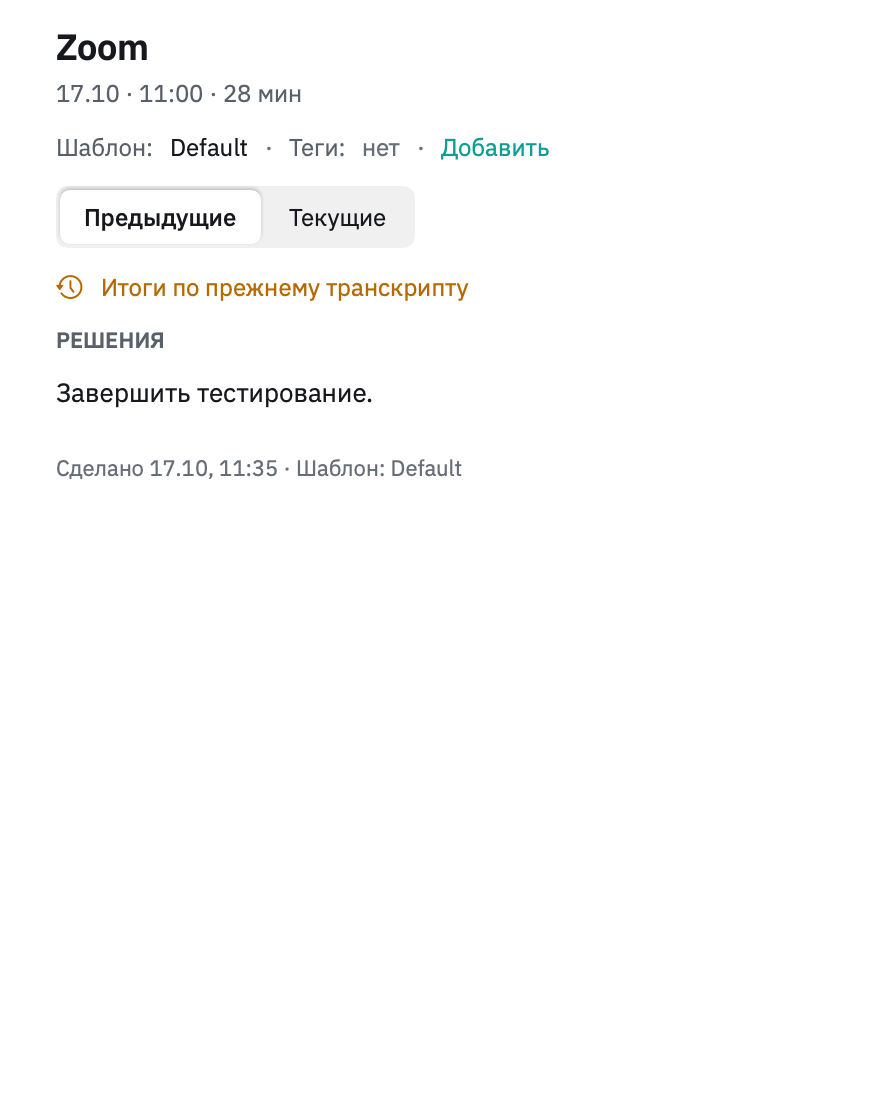 Zoom
17.10 · 11:00 · 28 мин
Шаблон: Default · Теги: нет · Добавить
Предыдущие Текущие
Итоги по прежнему транскрипту
РЕШЕНИЯ
Завершить тестирование.
Сделано 17.10, 11:35 · Шаблон: Default